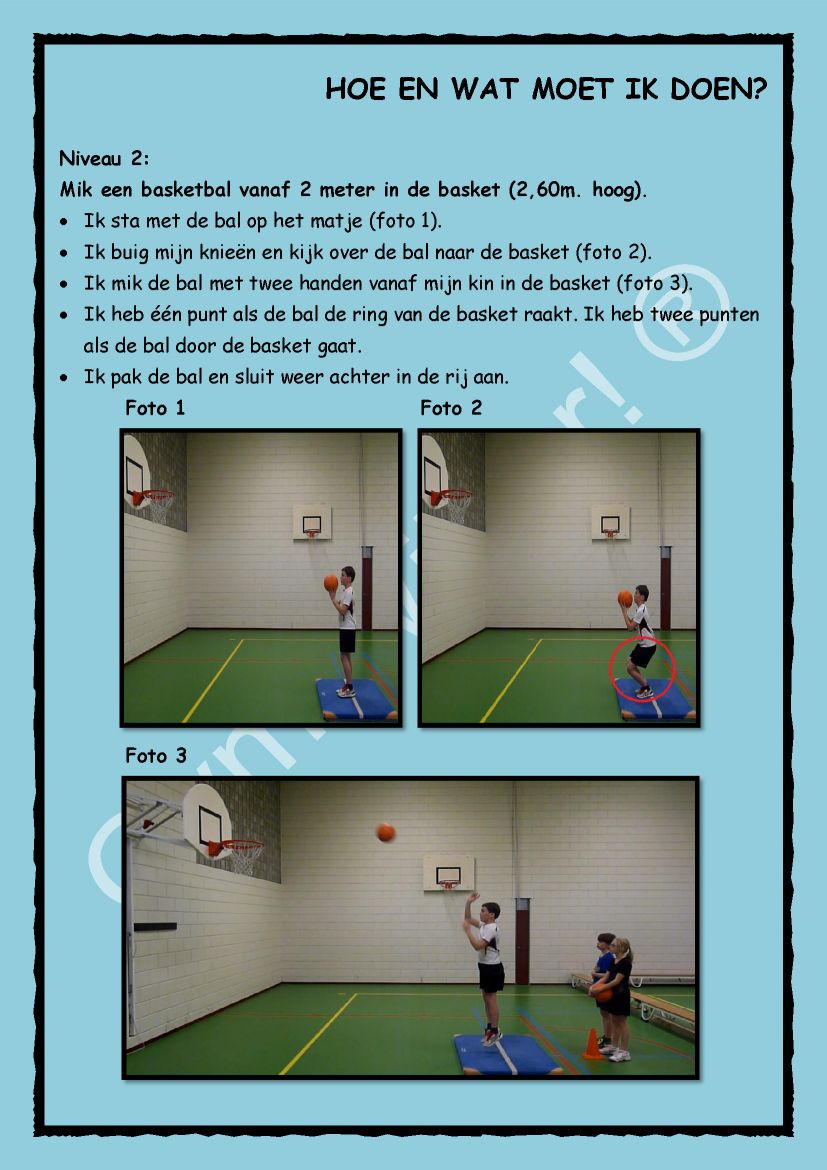 HOE EN WAT MOET IK DOEN?
Niveau 2:
Mik een basketbal vanaf 2 meter in de basket (2,60m. hoog).
• Ik sta met de bal op het matje (foto 1).
• Ik buig mijn knieën en kijk over de bal naar de basket (foto 2).
• Ik mik de bal met twee handen vanaf mijn kin in de basket (foto 3).
• Ik heb één punt als de bal de ring van de basket raakt. Ik heb twee punten
als de bal door de basket gaat.
• Ik pak de bal en sluit weer achter in de rij aan.
Foto 1 Foto 2
Foto 3